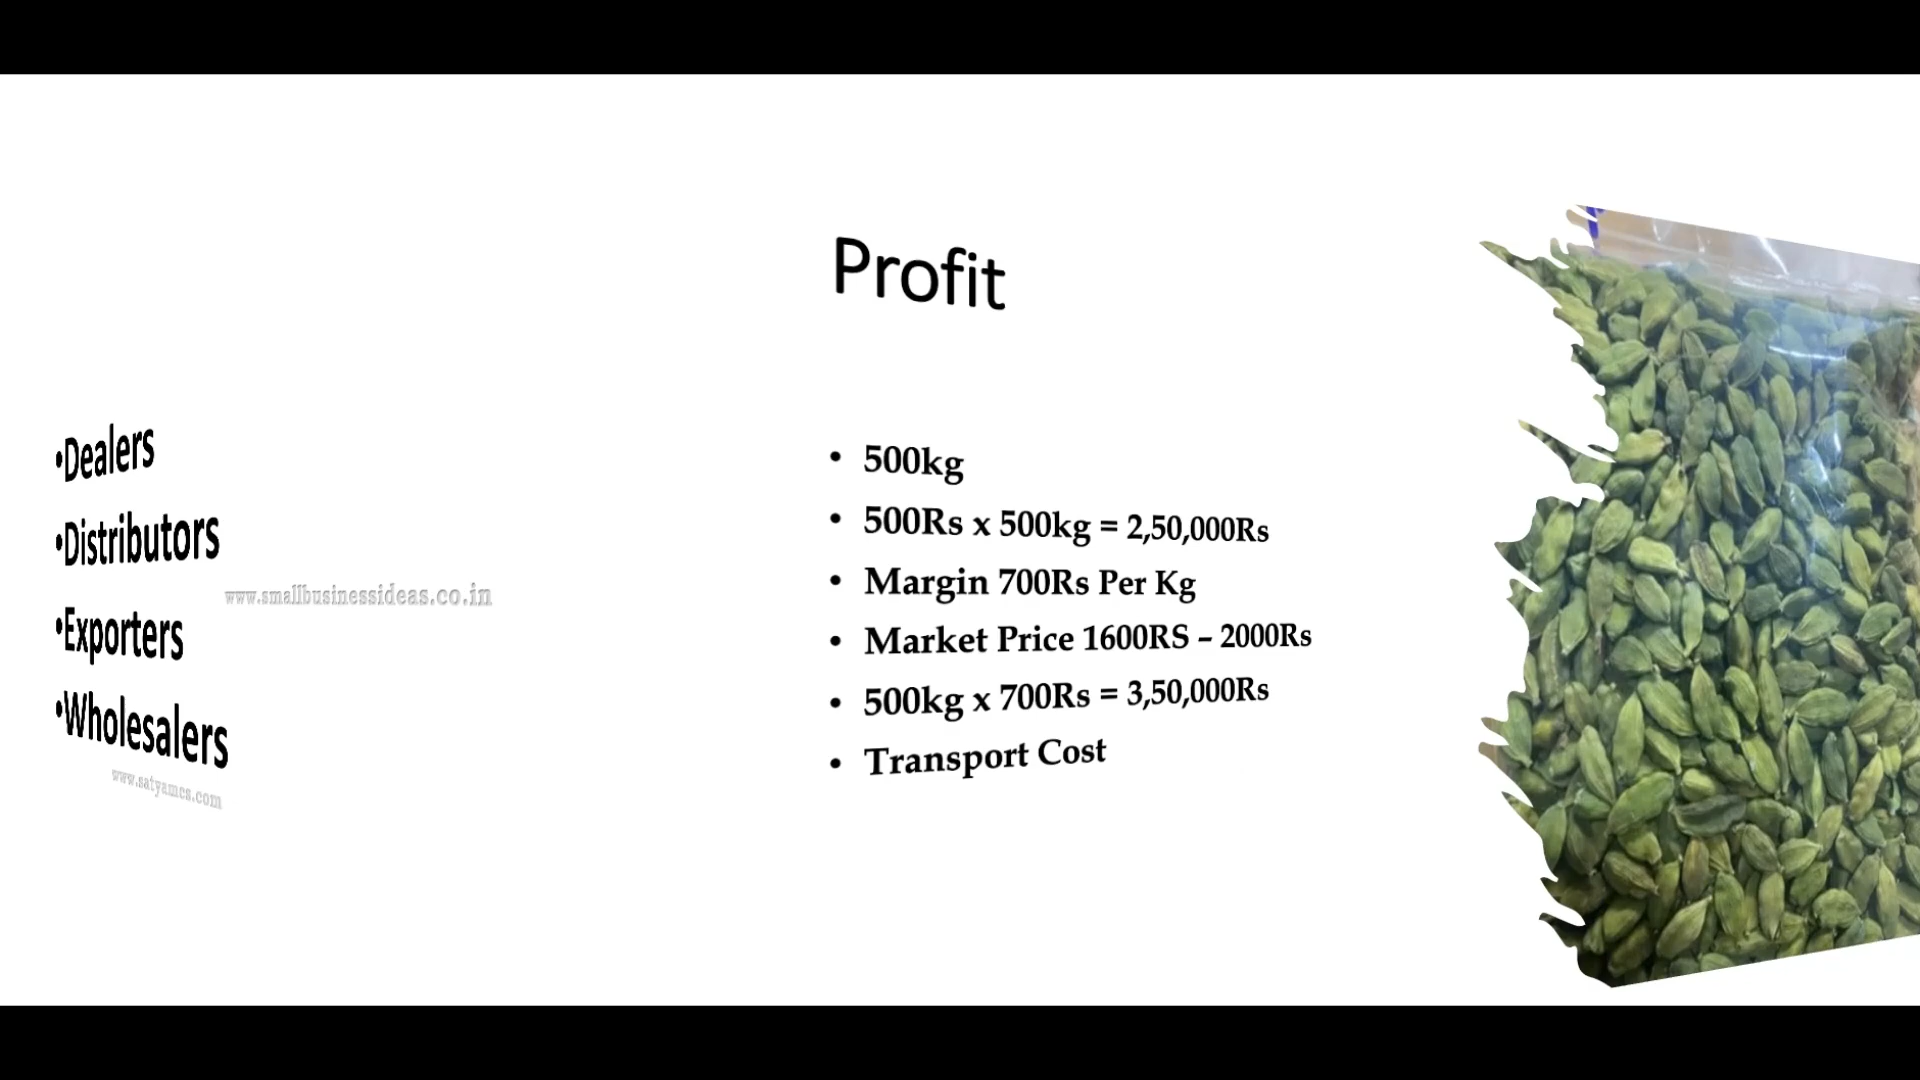 •Dealers
•Distributors
www.smallbusinessideas.co.in
•Exporters
•Wholesalers
www.satyamcs.com
Profit
• 500kg
• 500Rs x 500kg = 2,50,000Rs
• Margin 700Rs Per Kg
• Market Price 1600RS – 2000Rs
• 500kg x 700Rs = 3,50,000Rs
• Transport Cost